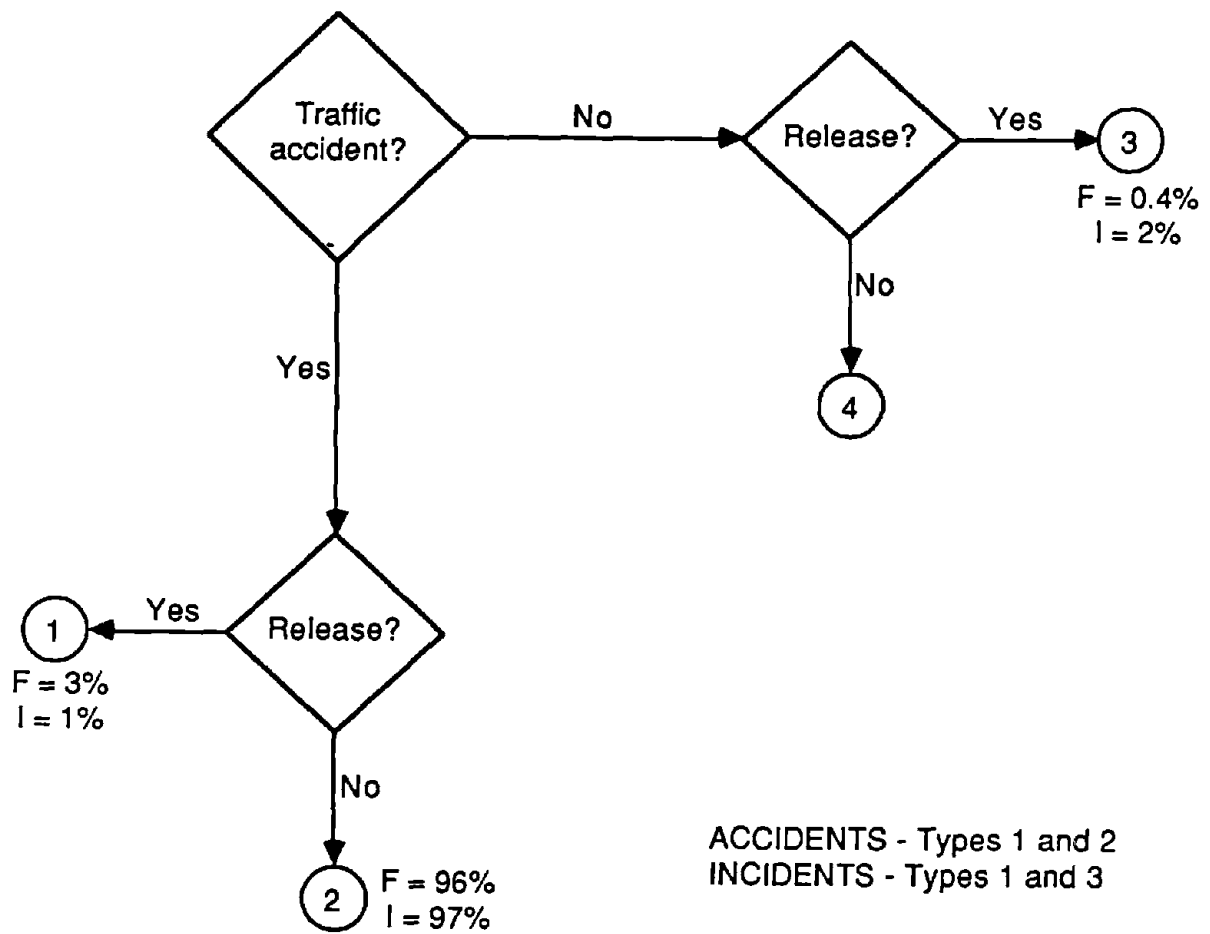 Traffic
accident?
No
Release?
Yes
3
F = 0.4%
I = 2%
No
4
Yes
Release?
Yes
1
F = 3%
I = 1%
No
2
F = 96%
I = 97%
ACCIDENTS - Types 1 and 2
INCIDENTS - Types 1 and 3